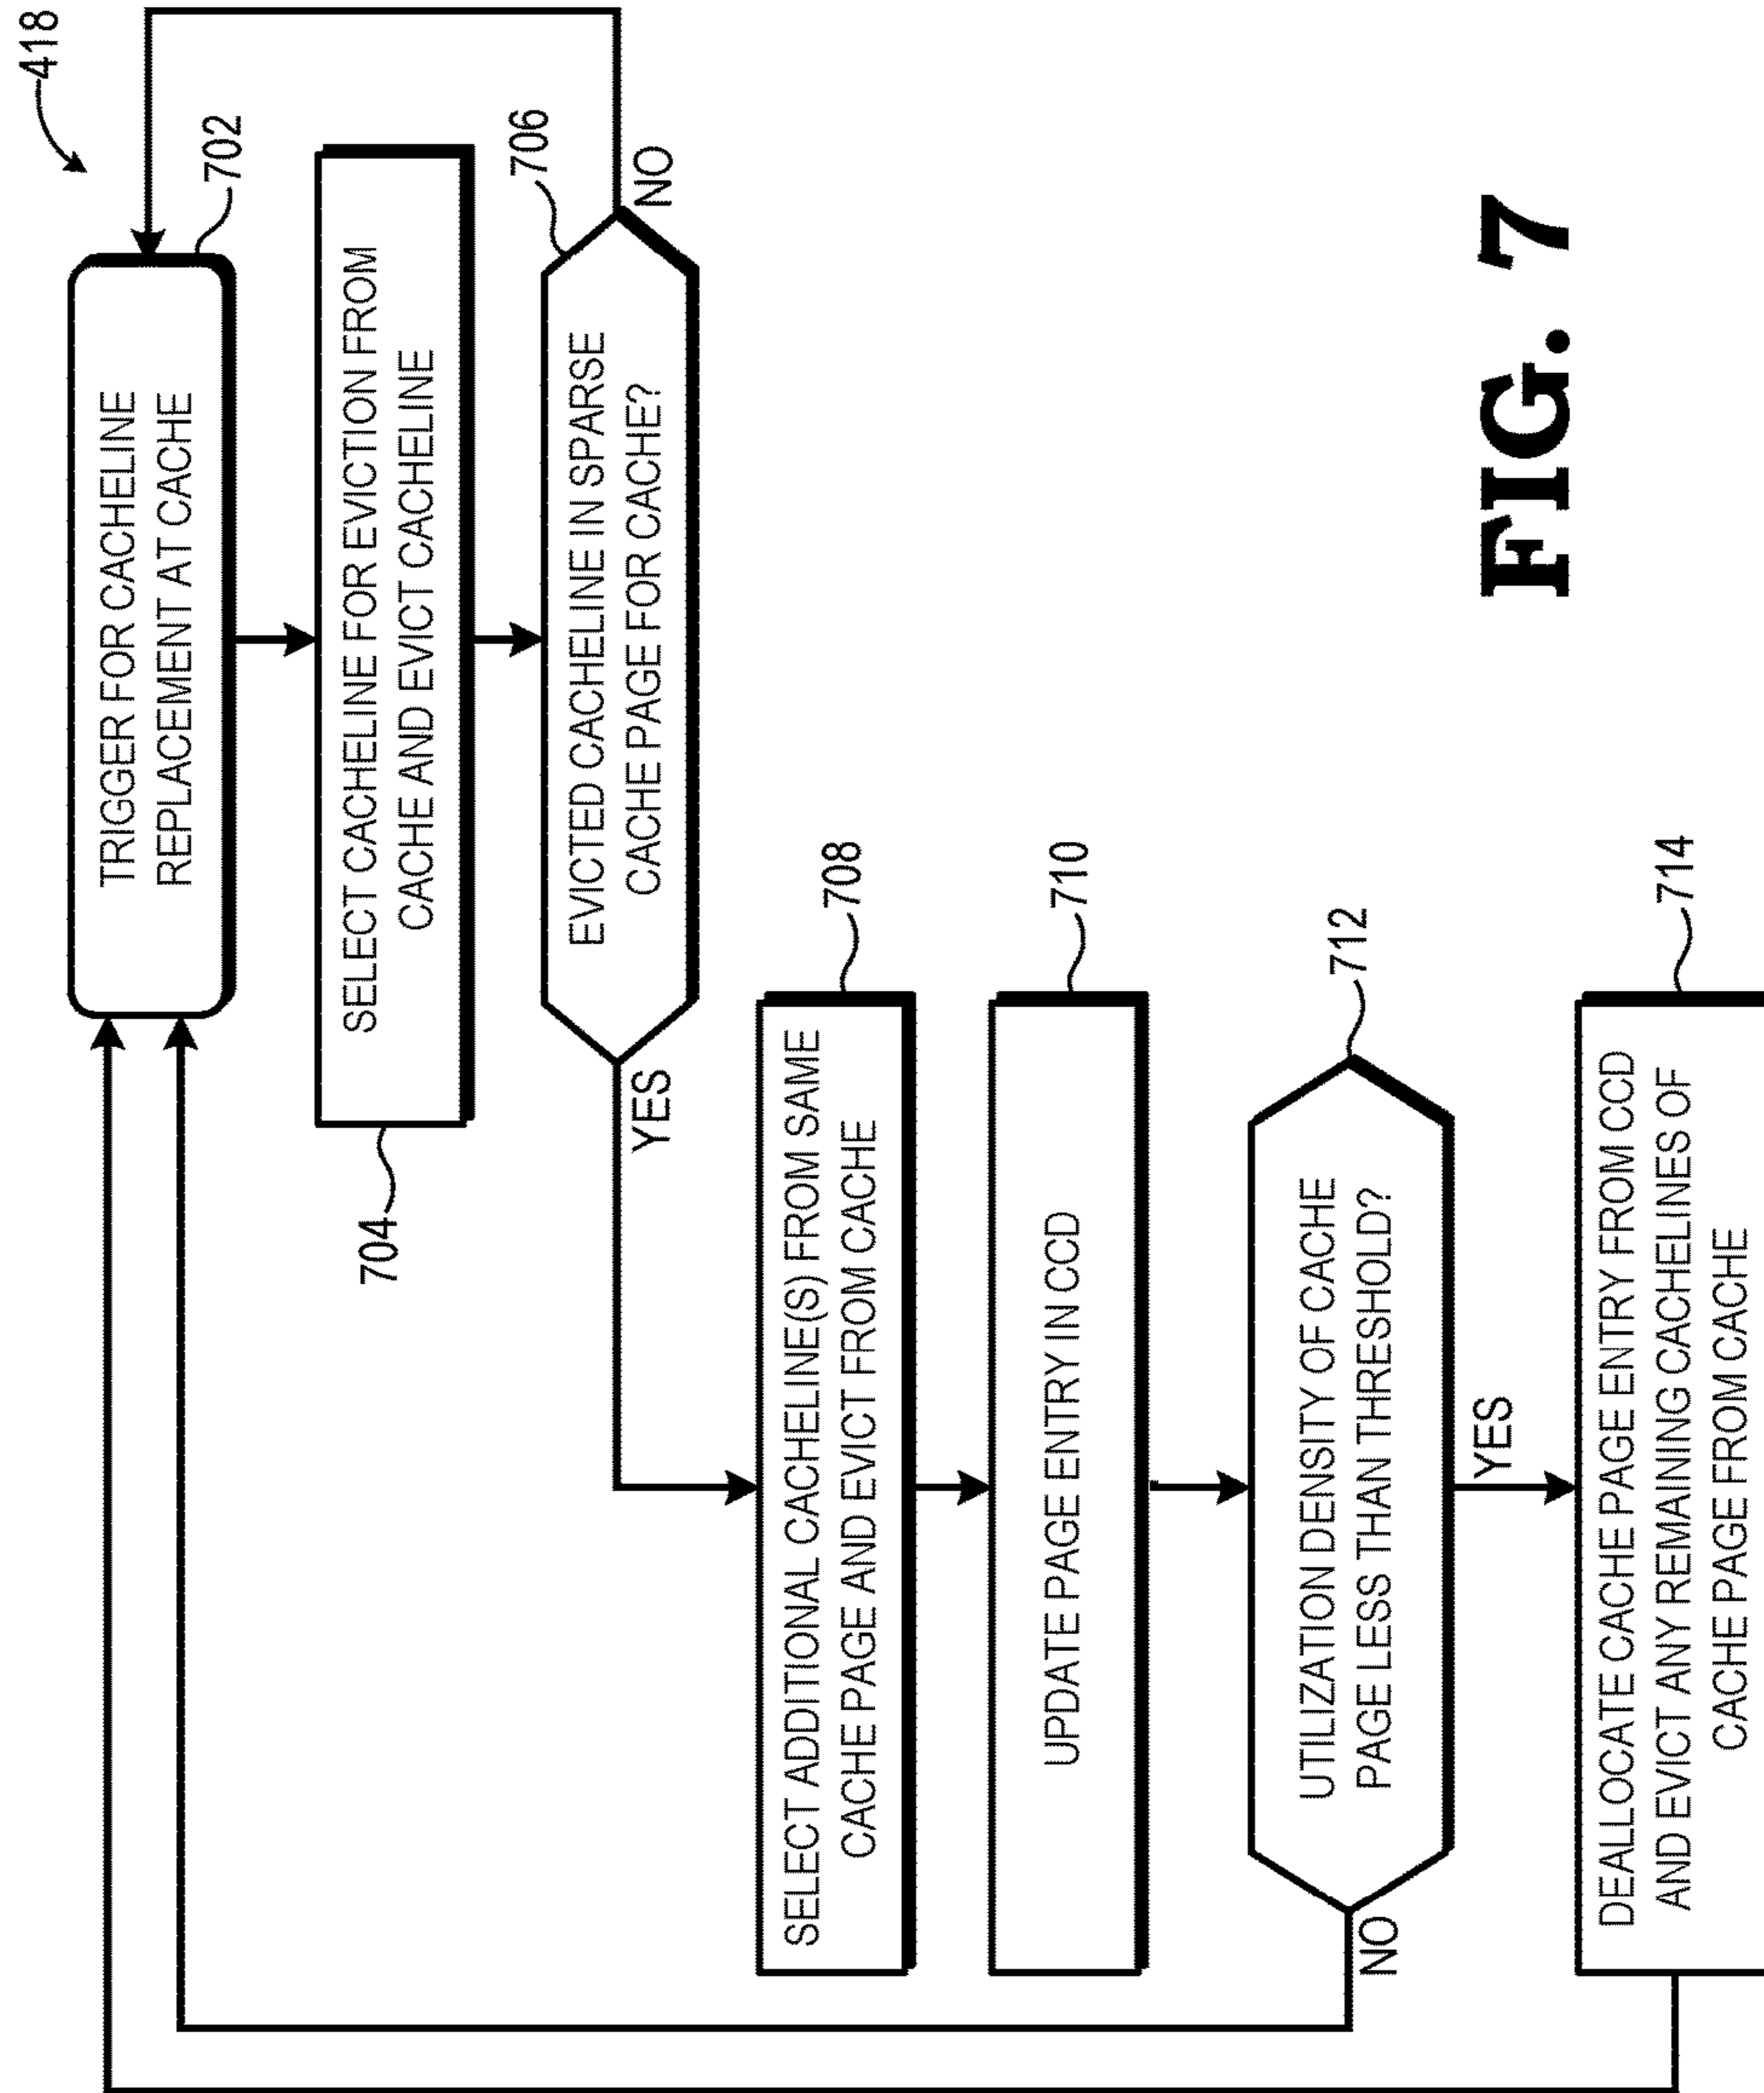 418
TRIGGER FOR CACHELINE
REPLACEMENT AT CACHE
702
SELECT CACHELINE FOR EVICTION FROM
CACHE AND EVICT CACHELINE
704
EVICTED CACHELINE IN SPARSE
CACHE PAGE FOR CACHE?
706
NO
YES
SELECT ADDITIONAL CACHELINE(S) FROM SAME
CACHE PAGE AND EVICT FROM CACHE
708
UPDATE PAGE ENTRY IN CCD
710
UTILIZATION DENSITY OF CACHE
PAGE LESS THAN THRESHOLD?
712
NO
YES
DEALLOCATE CACHE PAGE ENTRY FROM CCD
AND EVICT ANY REMAINING CACHELINES OF
CACHE PAGE FROM CACHE
714
FIG. 7